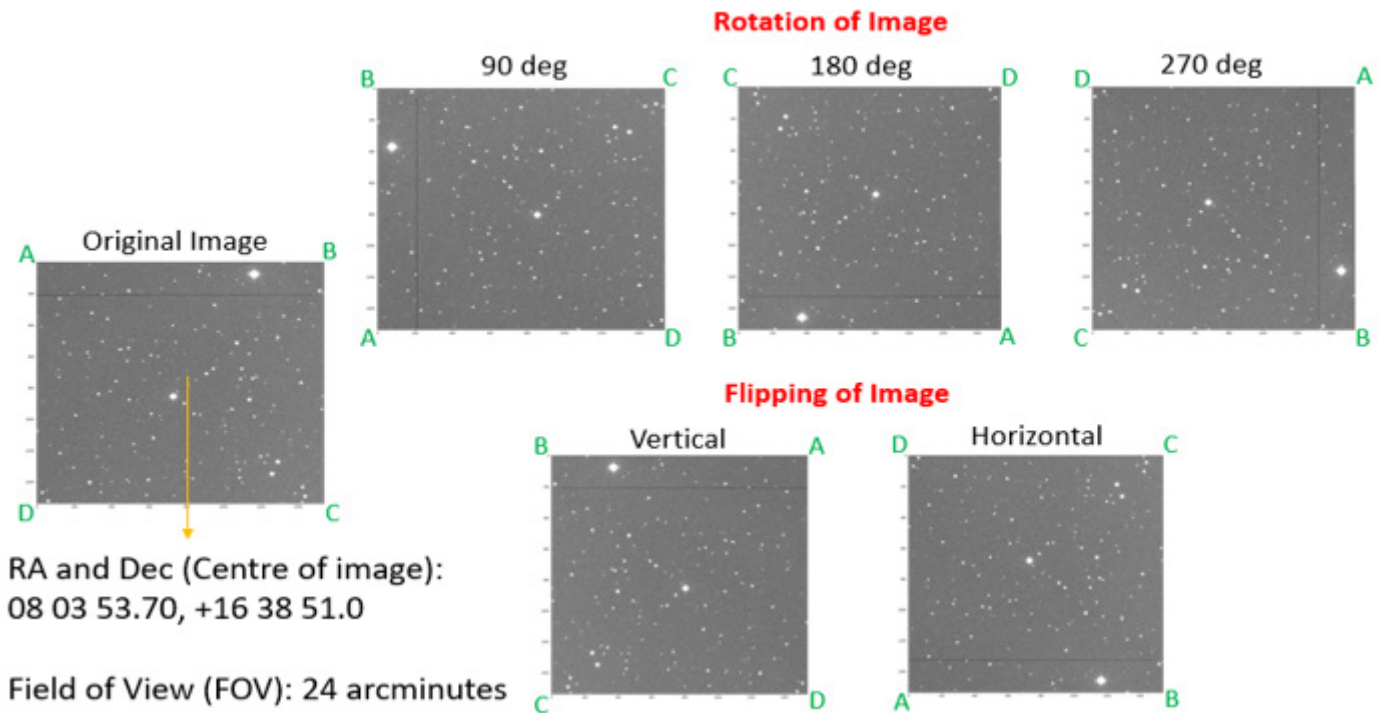 Rotation of Image
90 deg
180 deg
270 deg
B
C
C
D
D
A
Original Image
A
B
A
D
B
A
C
B
D
C
Flipping of Image
Vertical
Horizontal
B
A
D
C
C
D
A
B
RA and Dec (Centre of image):
08 03 53.70, +16 38 51.0
Field of View (FOV): 24 arcminutes